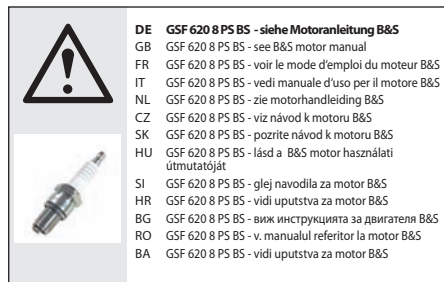 DE GSF 620 8 PS BS - siehe Motoranleitung B&S
GB GSF 620 8 PS BS - see B&S motor manual
FR GSF 620 8 PS BS - voir le mode d'emploi du moteur B&S
IT GSF 620 8 PS BS - vedi manuale d'uso per il motore B&S
NL GSF 620 8 PS BS - zie motorhandleiding B&S
CZ GSF 620 8 PS BS - viz návod k motoru B&S
SK GSF 620 8 PS BS - pozrite návod k motoru B&S
HU GSF 620 8 PS BS - lásd a B&S motor használati
útmutatóját
SI GSF 620 8 PS BS - glej navodila za motor B&S
HR GSF 620 8 PS BS - vidi uputstva za motor B&S
BG GSF 620 8 PS BS - виж инструкцията за двигателя B&S
RO GSF 620 8 PS BS - v. manualul referitor la motor B&S
BA GSF 620 8 PS BS - vidi uputstva za motor B&S